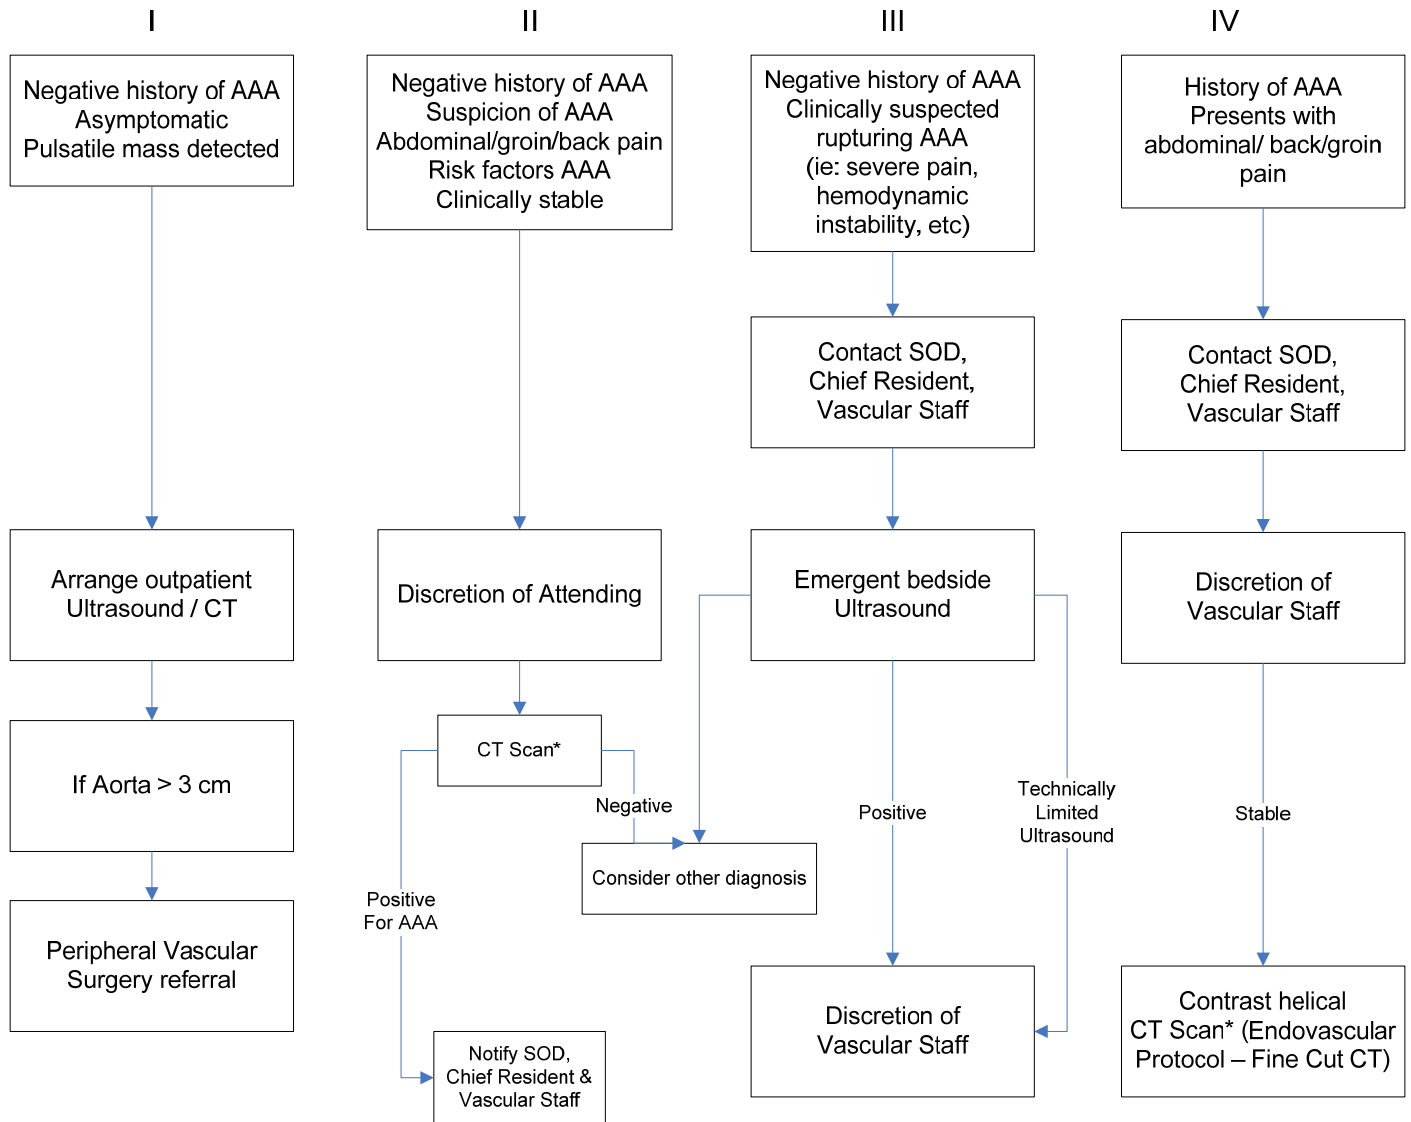 I
II
III
IV
Negative history of AAA
Asymptomatic
Pulsatile mass detected
Negative history of AAA
Suspicion of AAA
Abdominal/groin/back pain
Risk factors AAA
Clinically stable
Negative history of AAA
Clinically suspected
rupturing AAA
(ie: severe pain,
hemodynamic
instability, etc)
History of AAA
Presents with
abdominal/ back/groin
pain
Contact SOD,
Chief Resident,
Vascular Staff
Contact SOD,
Chief Resident,
Vascular Staff
Arrange outpatient
Ultrasound / CT
Discretion of Attending
Emergent bedside
Ultrasound
Discretion of
Vascular Staff
If Aorta > 3 cm
CT Scan*
Negative
Positive
Technically
Limited
Ultrasound
Stable
Consider other diagnosis
Positive
For AAA
Peripheral Vascular
Surgery referral
Discretion of
Vascular Staff
Contrast helical
CT Scan* (Endovascular
Protocol – Fine Cut CT)
Notify SOD,
Chief Resident &
Vascular Staff